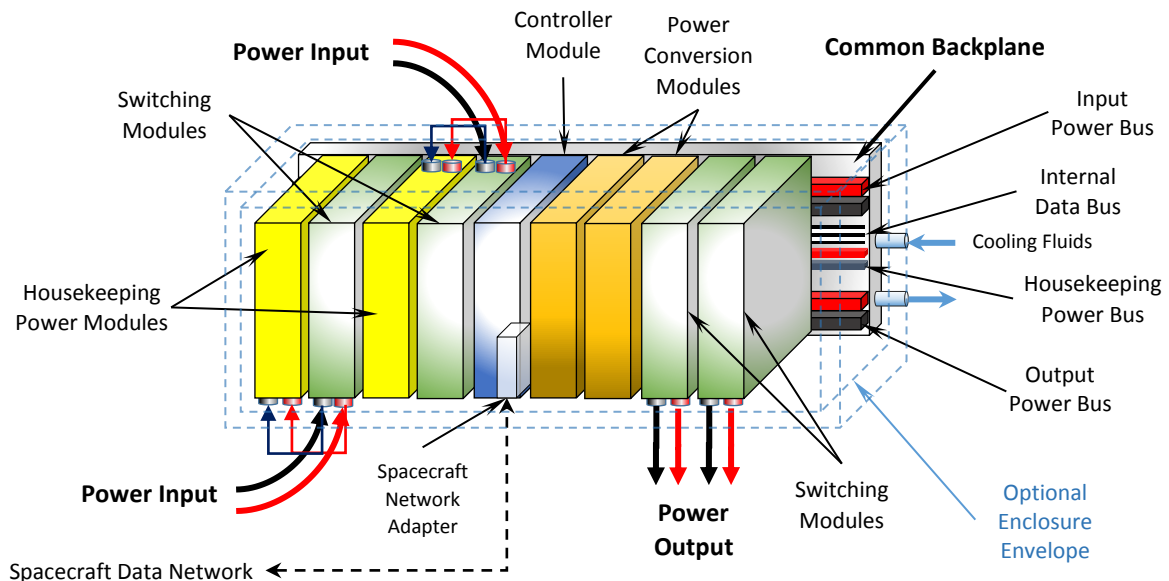 Controller
Module
Power
Conversion
Modules
Power Input
Common Backplane
Switching
Modules
Input
Power Bus
Internal
Data Bus
Cooling Fluids
Housekeeping
Power Modules
Housekeeping
Power Bus
Output
Power Bus
Power Input
Spacecraft
Network
Adapter
Power
Output
Switching
Modules
Optional
Enclosure
Envelope
Spacecraft Data Network